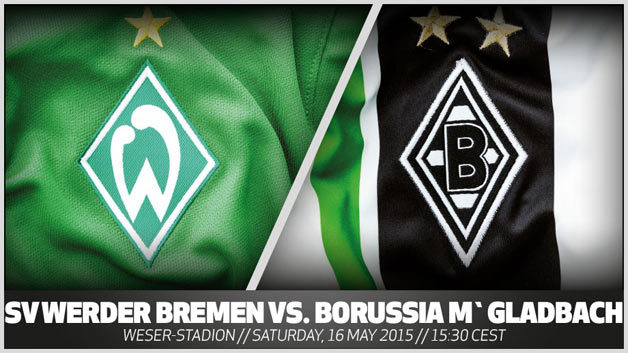 W
B
SV WERDER BREMEN VS. BORUSSIA M`GLADBACH
WESER-STADION // SATURDAY, 16 MAY 2015 // 15:30 CEST